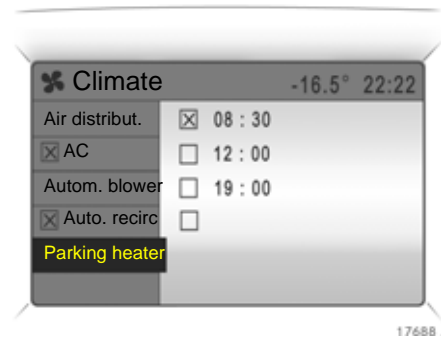 Climate -16.5° 22:22
Air distribut. 08 : 30
AC 12 : 00
Autom. blower 19 : 00
Auto. recirc
Parking heater
17688